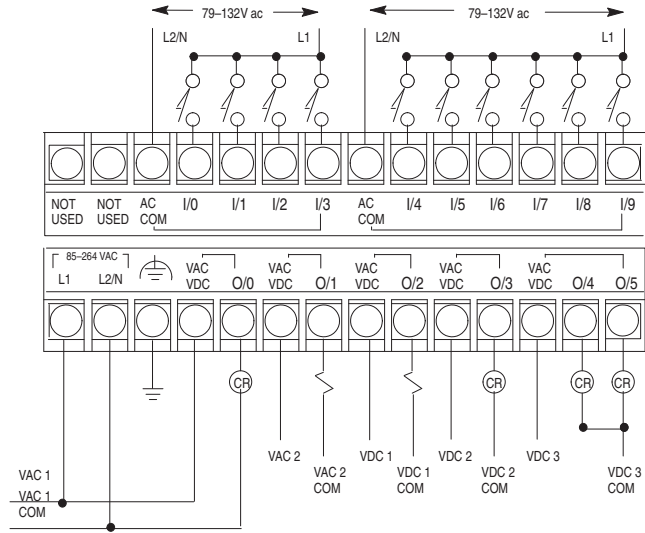 79–132V ac 79–132V ac
L2/N L1 L2/N L1
NOT USED NOT USED AC COM I/0 I/1 I/2 I/3 AC COM I/4 I/5 I/6 I/7 I/8 I/9
85–264 VAC
L1 L2/N VAC VDC O/0 VAC VDC O/1 VAC VDC O/2 VAC VDC O/3 VAC VDC O/4 O/5
CR CR CR CR
VAC 2 VDC 1 VDC 2 VDC 3
VAC 1 VAC 2 COM VDC 1 COM VDC 2 COM VDC 3 COM
VAC 1 COM